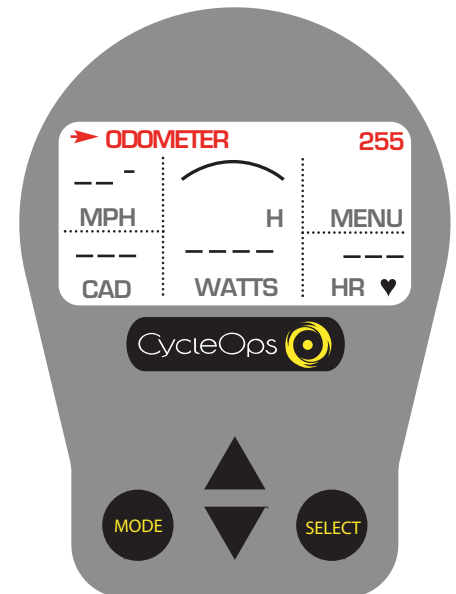 ODOMETER 255
MPH H MENU
CAD WATTS HR
CycleOps
MODE SELECT